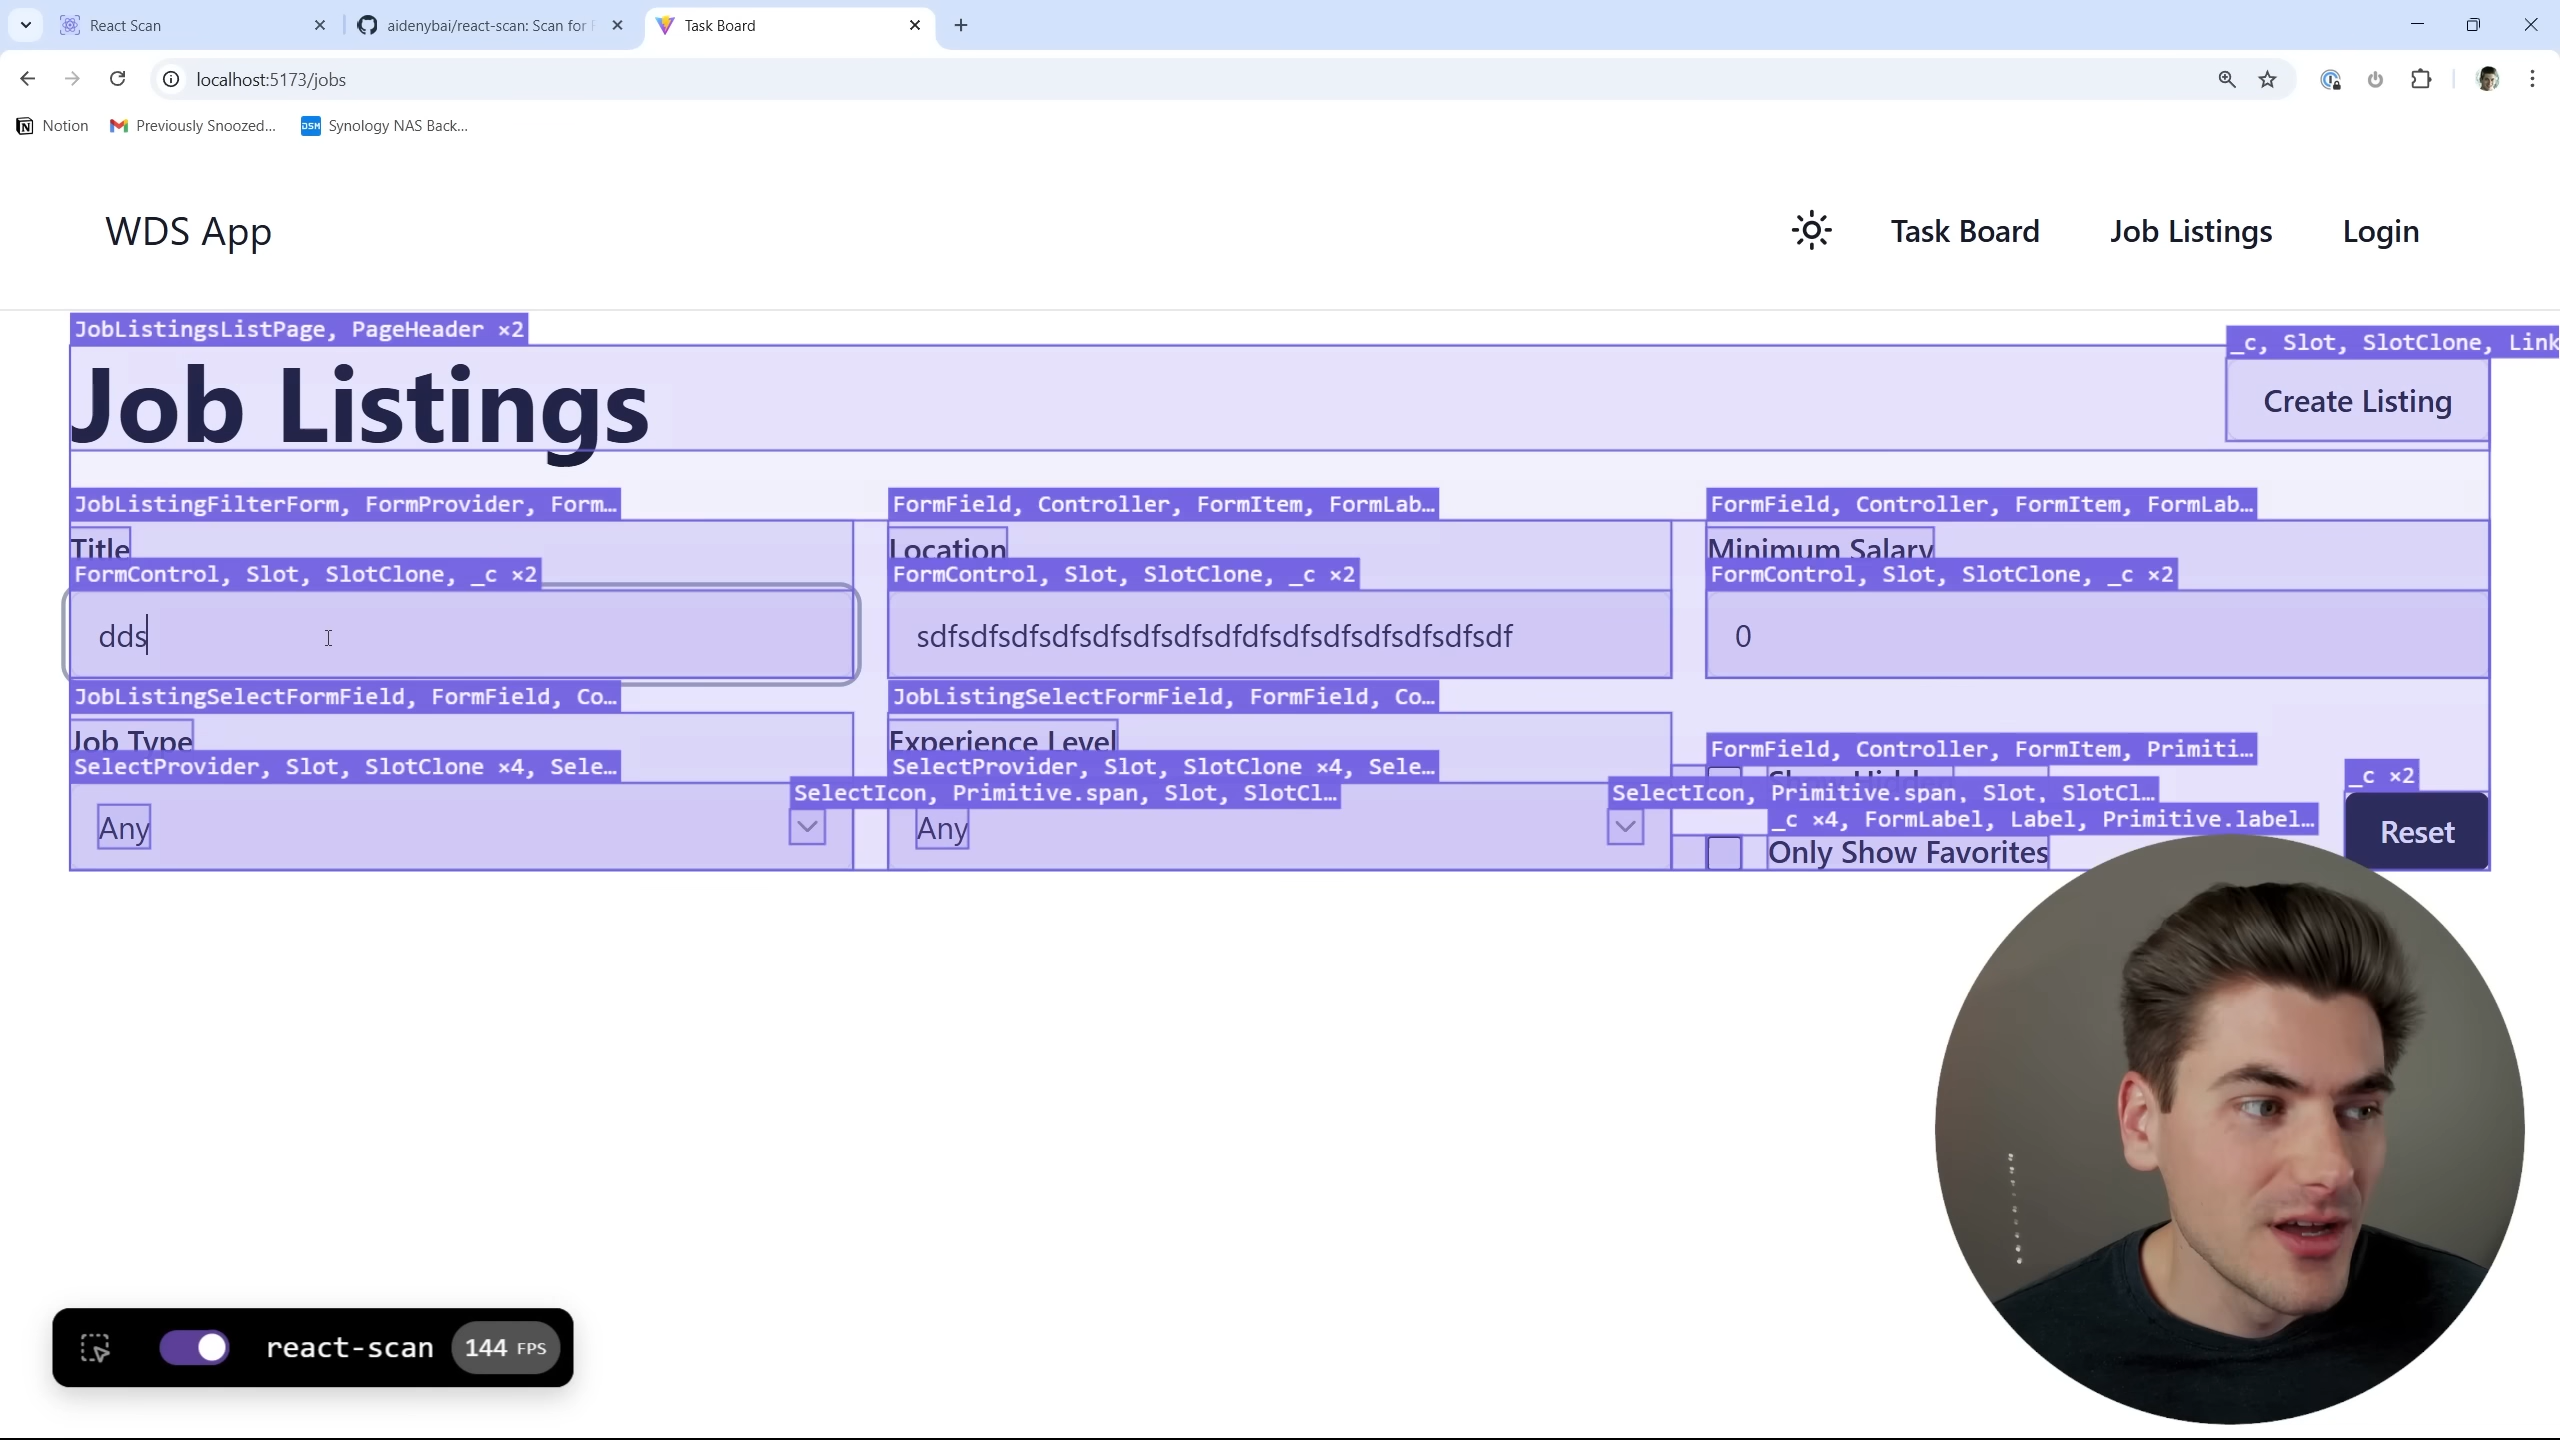 React Scan
aidenybai/react-scan: Scan for
Task Board
localhost:5173/jobs
Notion
Previously Snoozed...
DSM
Synology NAS Back...
WDS App
Task Board
Job Listings
Login
JobListingsListPage, PageHeader ×2
_c, Slot, SlotClone, Link
Job Listings
Create Listing
JobListingFilterForm, FormProvider, Form…
FormField, Controller, FormItem, FormLab…
FormField, Controller, FormItem, FormLab…
Title
Location
Minimum Salary
FormControl, Slot, SlotClone, _c ×2
FormControl, Slot, SlotClone, _c ×2
FormControl, Slot, SlotClone, _c ×2
dds
sdfsdfsdfsdfsdfsdfsdfsdfdfsdfsdfsdfsdfsdfsdf
0
JobListingSelectFormField, FormField, Co…
JobListingSelectFormField, FormField, Co…
Job Type
Experience Level
FormField, Controller, FormItem, Primiti…
SelectProvider, Slot, SlotClone ×4, Sele…
SelectProvider, Slot, SlotClone ×4, Sele…
Show Hidden
_c ×2
SelectIcon, Primitive.span, Slot, SlotCl…
SelectIcon, Primitive.span, Slot, SlotCl…
_c ×4, FormLabel, Label, Primitive.label…
Any
Any
Only Show Favorites
Reset
react-scan
144 FPS